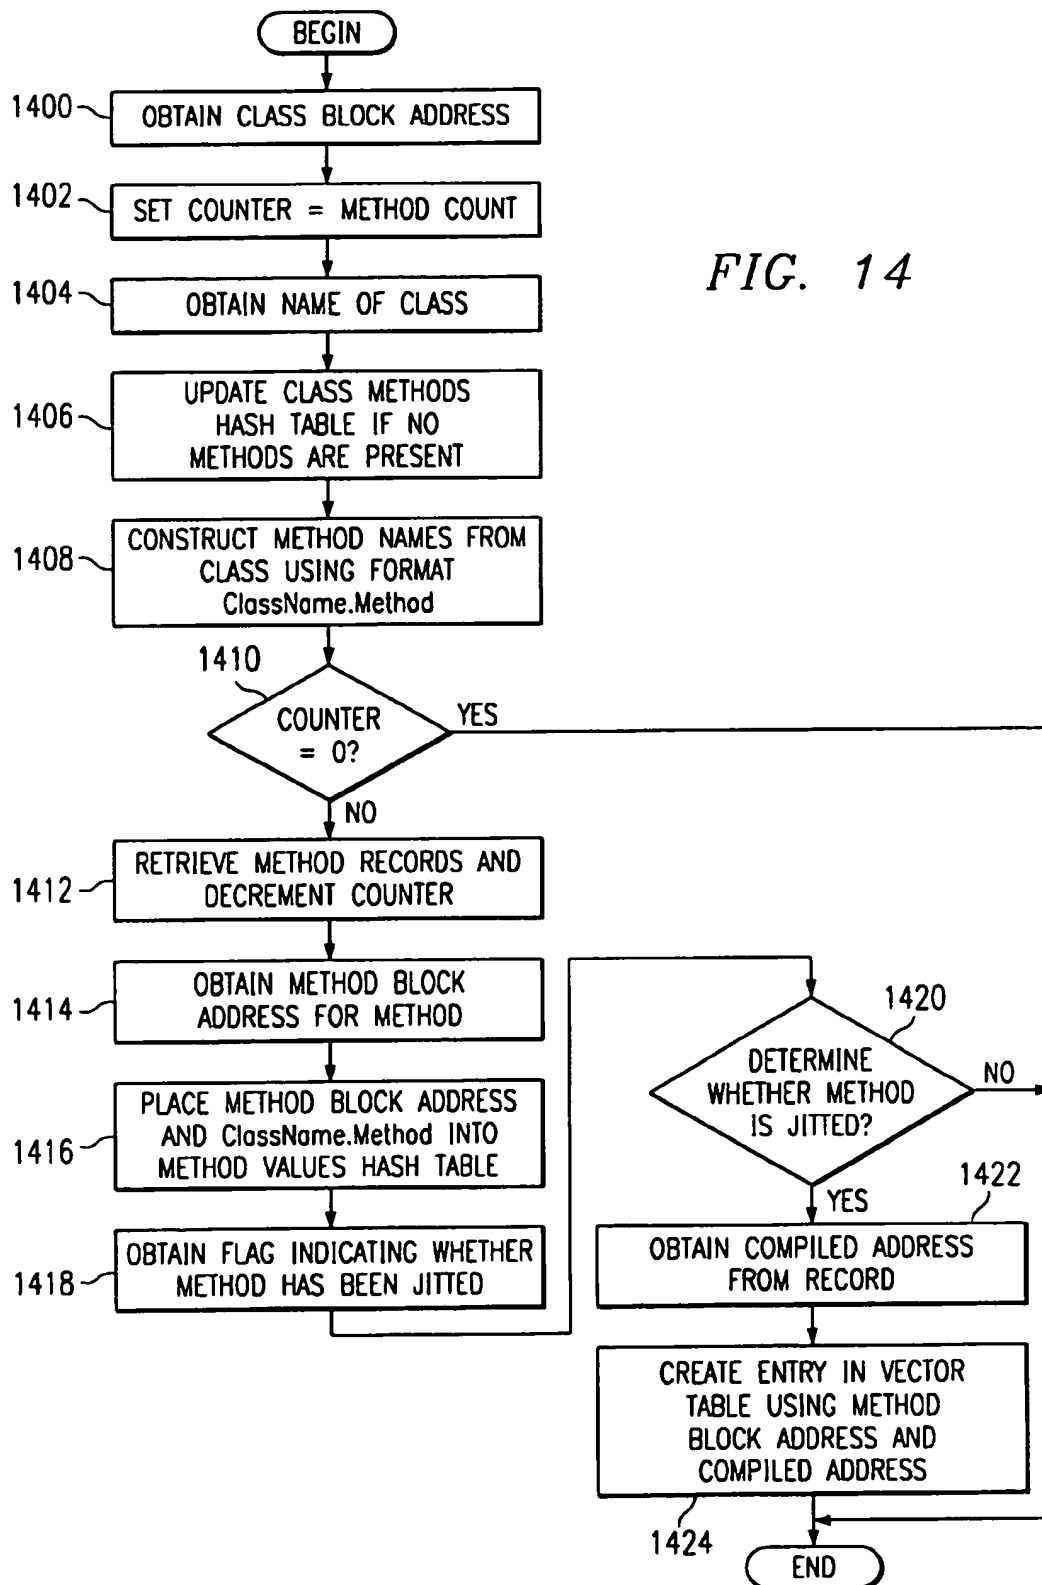 BEGIN
1400
OBTAIN CLASS BLOCK ADDRESS
1402
SET COUNTER = METHOD COUNT
FIG. 14
1404
OBTAIN NAME OF CLASS
1406
UPDATE CLASS METHODS
HASH TABLE IF NO
METHODS ARE PRESENT
1408
CONSTRUCT METHOD NAMES FROM
CLASS USING FORMAT
ClassName.Method
1410
COUNTER
= 0?
YES
NO
1412
RETRIEVE METHOD RECORDS AND
DECREMENT COUNTER
1414
OBTAIN METHOD BLOCK
ADDRESS FOR METHOD
1416
PLACE METHOD BLOCK ADDRESS
AND ClassName.Method INTO
METHOD VALUES HASH TABLE
1418
OBTAIN FLAG INDICATING WHETHER
METHOD HAS BEEN JITTED
1420
DETERMINE
WHETHER METHOD
IS JITTED?
NO
YES
1422
OBTAIN COMPILED ADDRESS
FROM RECORD
CREATE ENTRY IN VECTOR
TABLE USING METHOD
BLOCK ADDRESS AND
COMPILED ADDRESS
1424
END